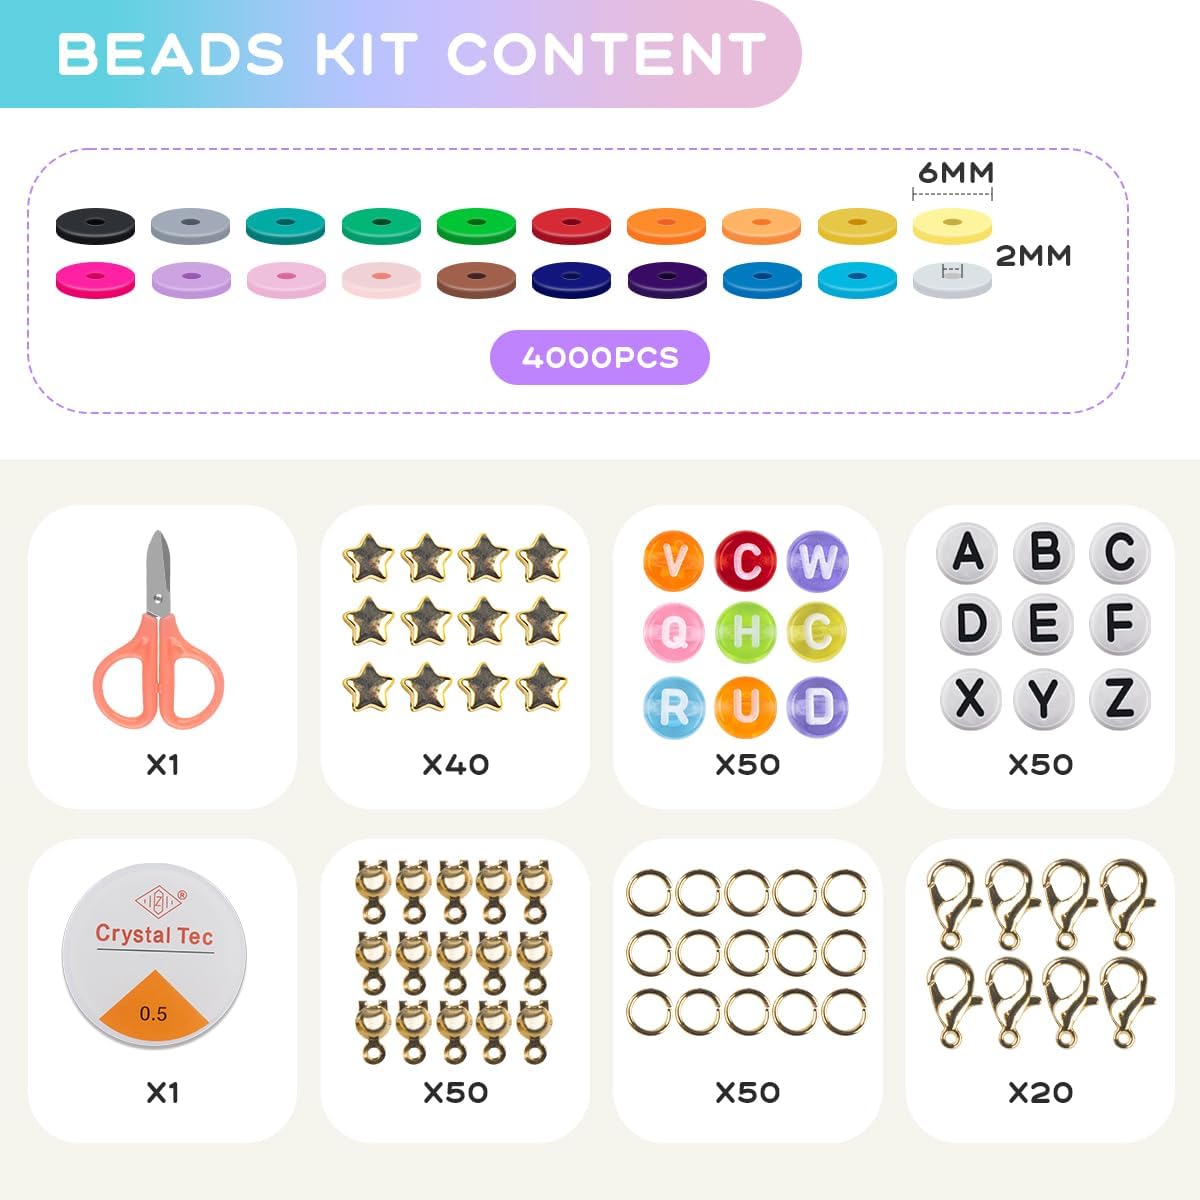 BEADS KIT CONTENT
6MM
2MM
4000PCS
V C W
Q H C
R U D
A B C
D E F
X Y Z
X1
X40
X50
X50
Z ®
Crystal Tec
0.5
X1
X50
X50
X20